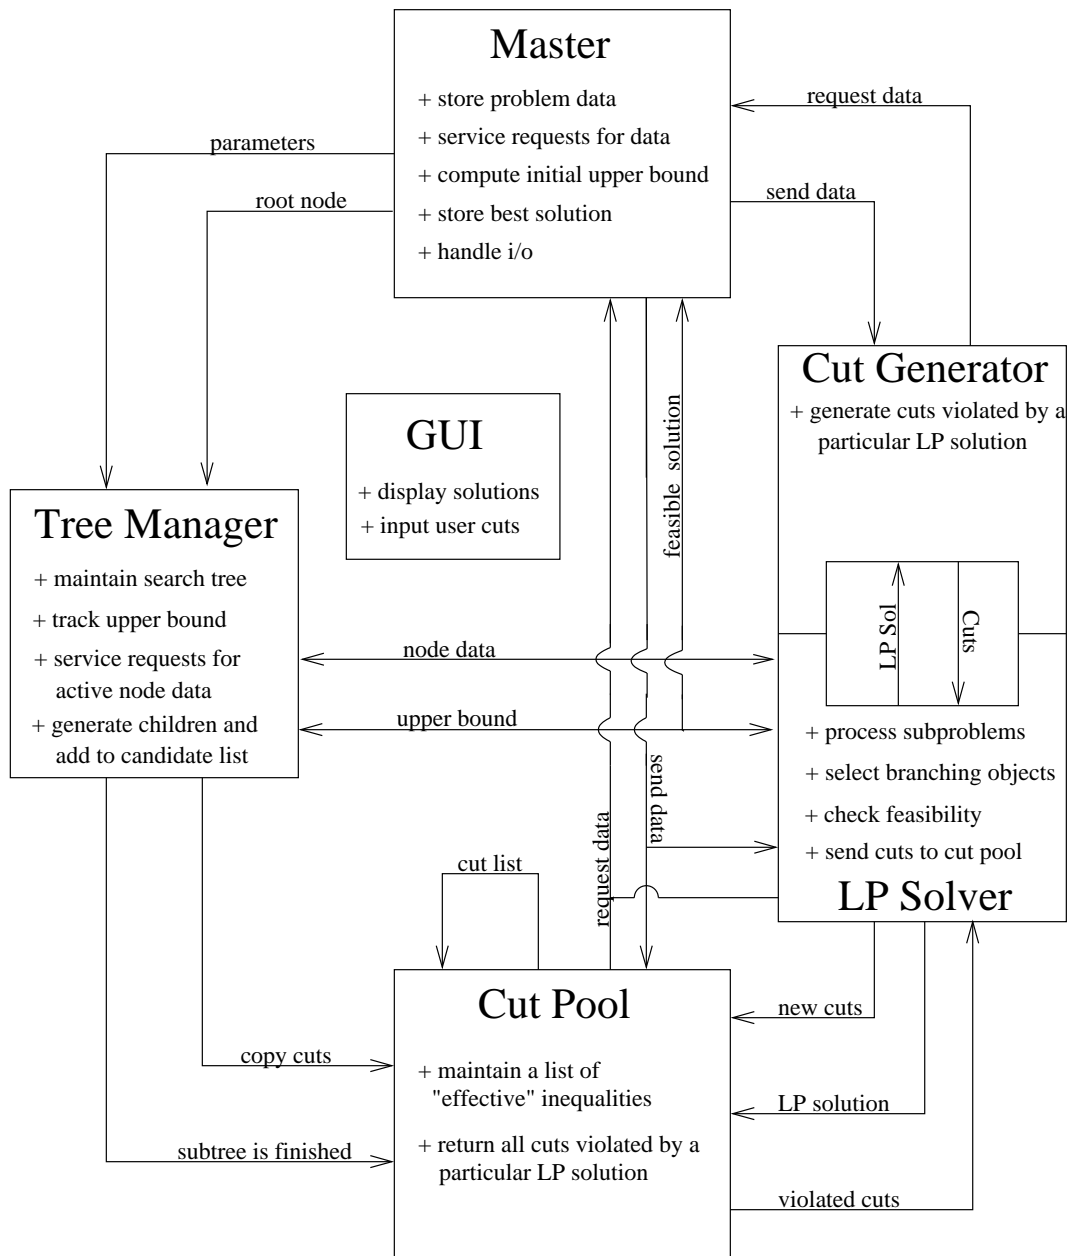 Master
+ store problem data
+ service requests for data
+ compute initial upper bound
+ store best solution
+ handle i/o
request data
send data
parameters
root node
Cut Generator
+ generate cuts violated by a
particular LP solution
GUI
+ display solutions
+ input user cuts
feasible solution
Tree Manager
+ maintain search tree
+ track upper bound
+ service requests for
active node data
+ generate children and
add to candidate list
node data
upper bound
LP Sol
Cuts
+ process subproblems
+ select branching objects
+ check feasibility
+ send cuts to cut pool
LP Solver
send data
request data
cut list
Cut Pool
+ maintain a list of
"effective" inequalities
+ return all cuts violated by a
particular LP solution
copy cuts
subtree is finished
new cuts
LP solution
violated cuts